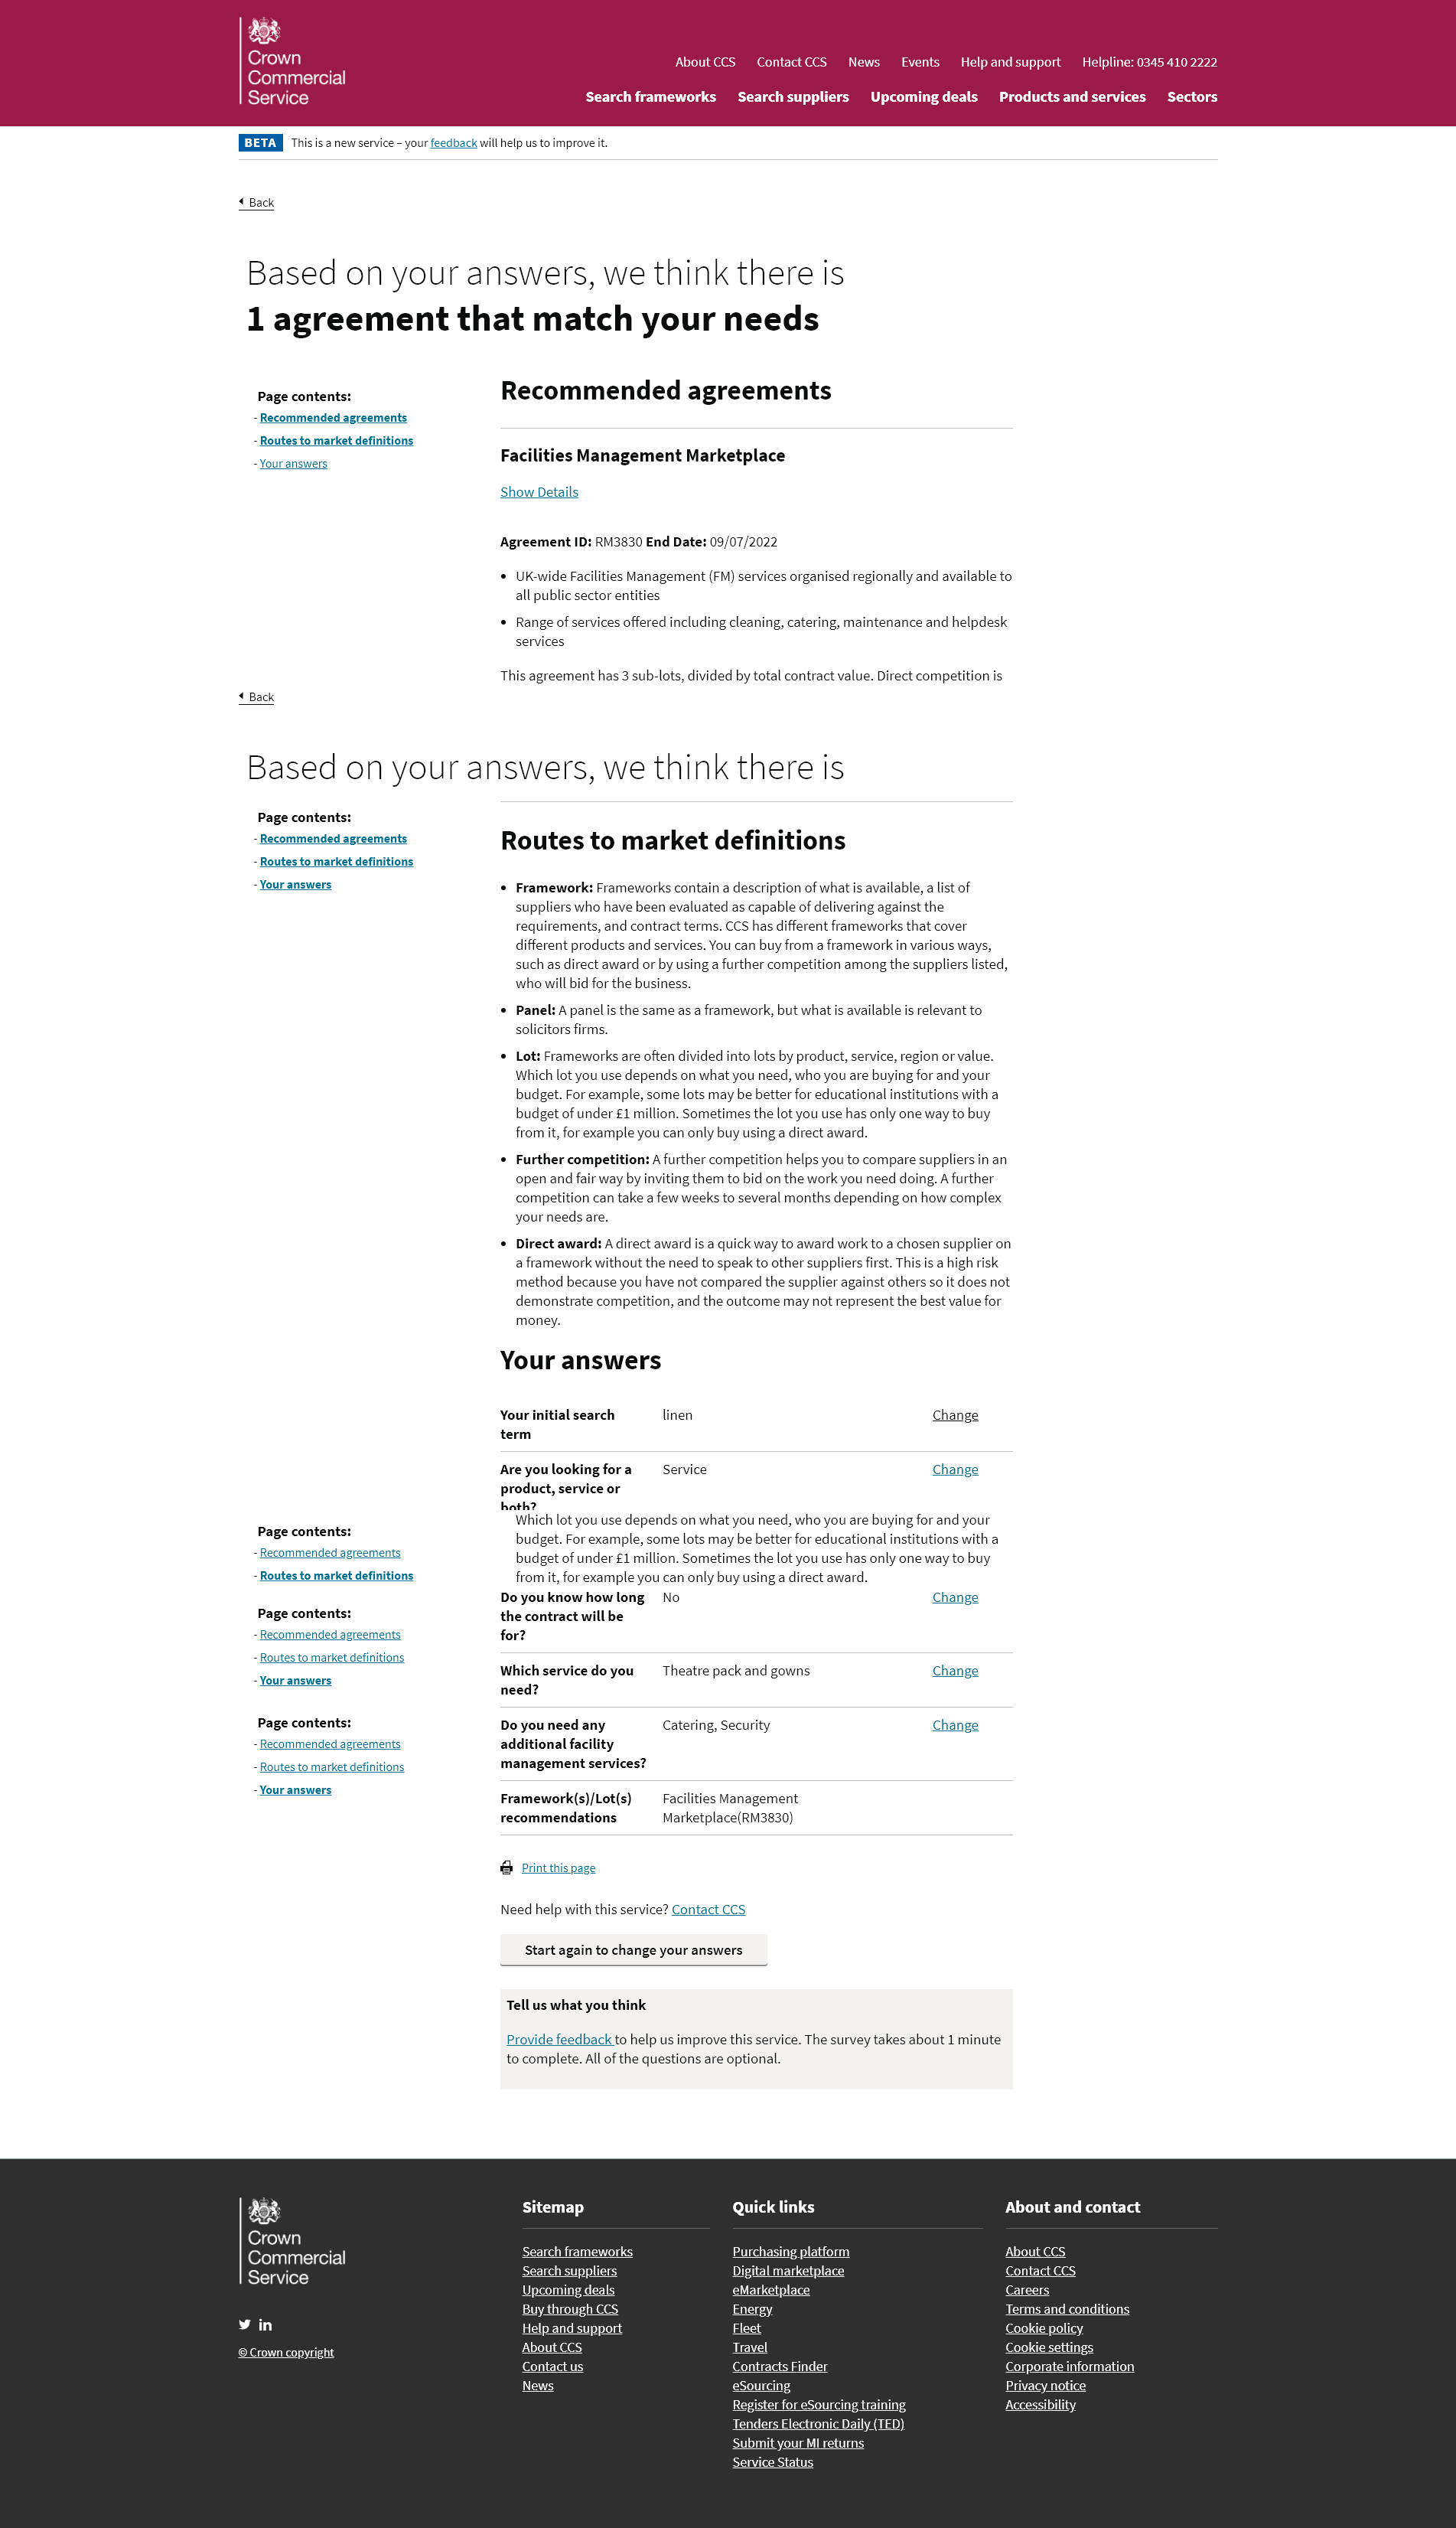 Crown
Commercial
Service
About CCS Contact CCS News Events Help and support Helpline: 0345 410 2222
Search frameworks Search suppliers Upcoming deals Products and services Sectors
BETA This is a new service – your feedback will help us to improve it.
Back
Based on your answers, we think there is
1 agreement that match your needs
Page contents:
- Recommended agreements
- Routes to market definitions
- Your answers
Recommended agreements
Facilities Management Marketplace
Show Details
Agreement ID: RM3830 End Date: 09/07/2022
• UK-wide Facilities Management (FM) services organised regionally and available to
all public sector entities
• Range of services offered including cleaning, catering, maintenance and helpdesk
services
This agreement has 3 sub-lots, divided by total contract value. Direct competition is
Back
Based on your answers, we think there is
Page contents:
- Recommended agreements
- Routes to market definitions
- Your answers
Routes to market definitions
• Framework: Frameworks contain a description of what is available, a list of
suppliers who have been evaluated as capable of delivering against the
requirements, and contract terms. CCS has different frameworks that cover
different products and services. You can buy from a framework in various ways,
such as direct award or by using a further competition among the suppliers listed,
who will bid for the business.
• Panel: A panel is the same as a framework, but what is available is relevant to
solicitors firms.
• Lot: Frameworks are often divided into lots by product, service, region or value.
Which lot you use depends on what you need, who you are buying for and your
budget. For example, some lots may be better for educational institutions with a
budget of under £1 million. Sometimes the lot you use has only one way to buy
from it, for example you can only buy using a direct award.
• Further competition: A further competition helps you to compare suppliers in an
open and fair way by inviting them to bid on the work you need doing. A further
competition can take a few weeks to several months depending on how complex
your needs are.
• Direct award: A direct award is a quick way to award work to a chosen supplier on
a framework without the need to speak to other suppliers first. This is a high risk
method because you have not compared the supplier against others so it does not
demonstrate competition, and the outcome may not represent the best value for
money.
Your answers
Your initial search linen Change
term
Are you looking for a Service Change
product, service or
both?
Page contents:
- Recommended agreements
- Routes to market definitions
Which lot you use depends on what you need, who you are buying for and your
budget. For example, some lots may be better for educational institutions with a
budget of under £1 million. Sometimes the lot you use has only one way to buy
from it, for example you can only buy using a direct award.
Page contents:
- Recommended agreements
- Routes to market definitions
- Your answers
Do you know how long No Change
the contract will be
for?
Which service do you Theatre pack and gowns Change
need?
Page contents:
- Recommended agreements
- Routes to market definitions
- Your answers
Do you need any Catering, Security Change
additional facility
management services?
Framework(s)/Lot(s) Facilities Management
recommendations Marketplace(RM3830)
Print this page
Need help with this service? Contact CCS
Start again to change your answers
Tell us what you think
Provide feedback to help us improve this service. The survey takes about 1 minute
to complete. All of the questions are optional.
Crown
Commercial
Service
© Crown copyright
Sitemap
Search frameworks
Search suppliers
Upcoming deals
Buy through CCS
Help and support
About CCS
Contact us
News
Quick links
Purchasing platform
Digital marketplace
eMarketplace
Energy
Fleet
Travel
Contracts Finder
eSourcing
Register for eSourcing training
Tenders Electronic Daily (TED)
Submit your MI returns
Service Status
About and contact
About CCS
Contact CCS
Careers
Terms and conditions
Cookie policy
Cookie settings
Corporate information
Privacy notice
Accessibility